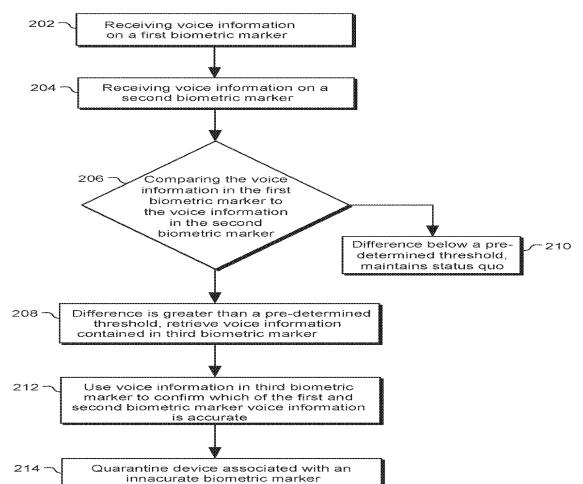 202
Receiving voice information
on a first biometric marker
204
Receiving voice information on a
second biometric marker
206
Comparing the voice
information in the first
biometric marker to
the voice information
in the second
biometric marker
Difference below a pre-
determined threshold,
maintains status quo
210
208
Difference is greater than a pre-determined
threshold, retrieve voice information
contained in third biometric marker
212
Use voice information in third biometric
marker to confirm which of the first and
second biometric marker voice information
is accurate
214
Quarantine device associated with an
innacurate biometric marker